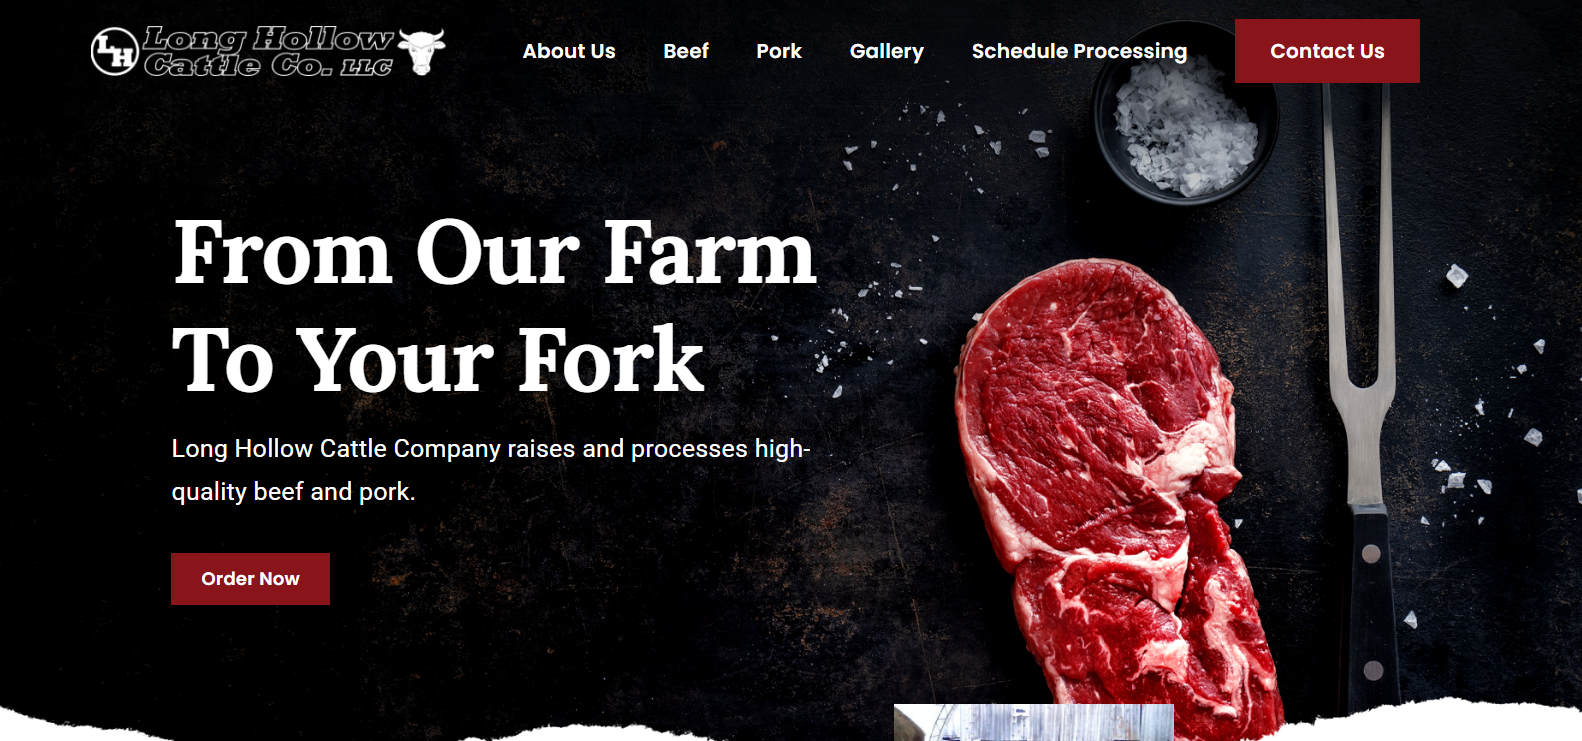 LH
Long Hollow
Cattle Co. LLC
About Us
Beef
Pork
Gallery
Schedule Processing
Contact Us
From Our Farm
To Your Fork
Long Hollow Cattle Company raises and processes high-
quality beef and pork.
Order Now